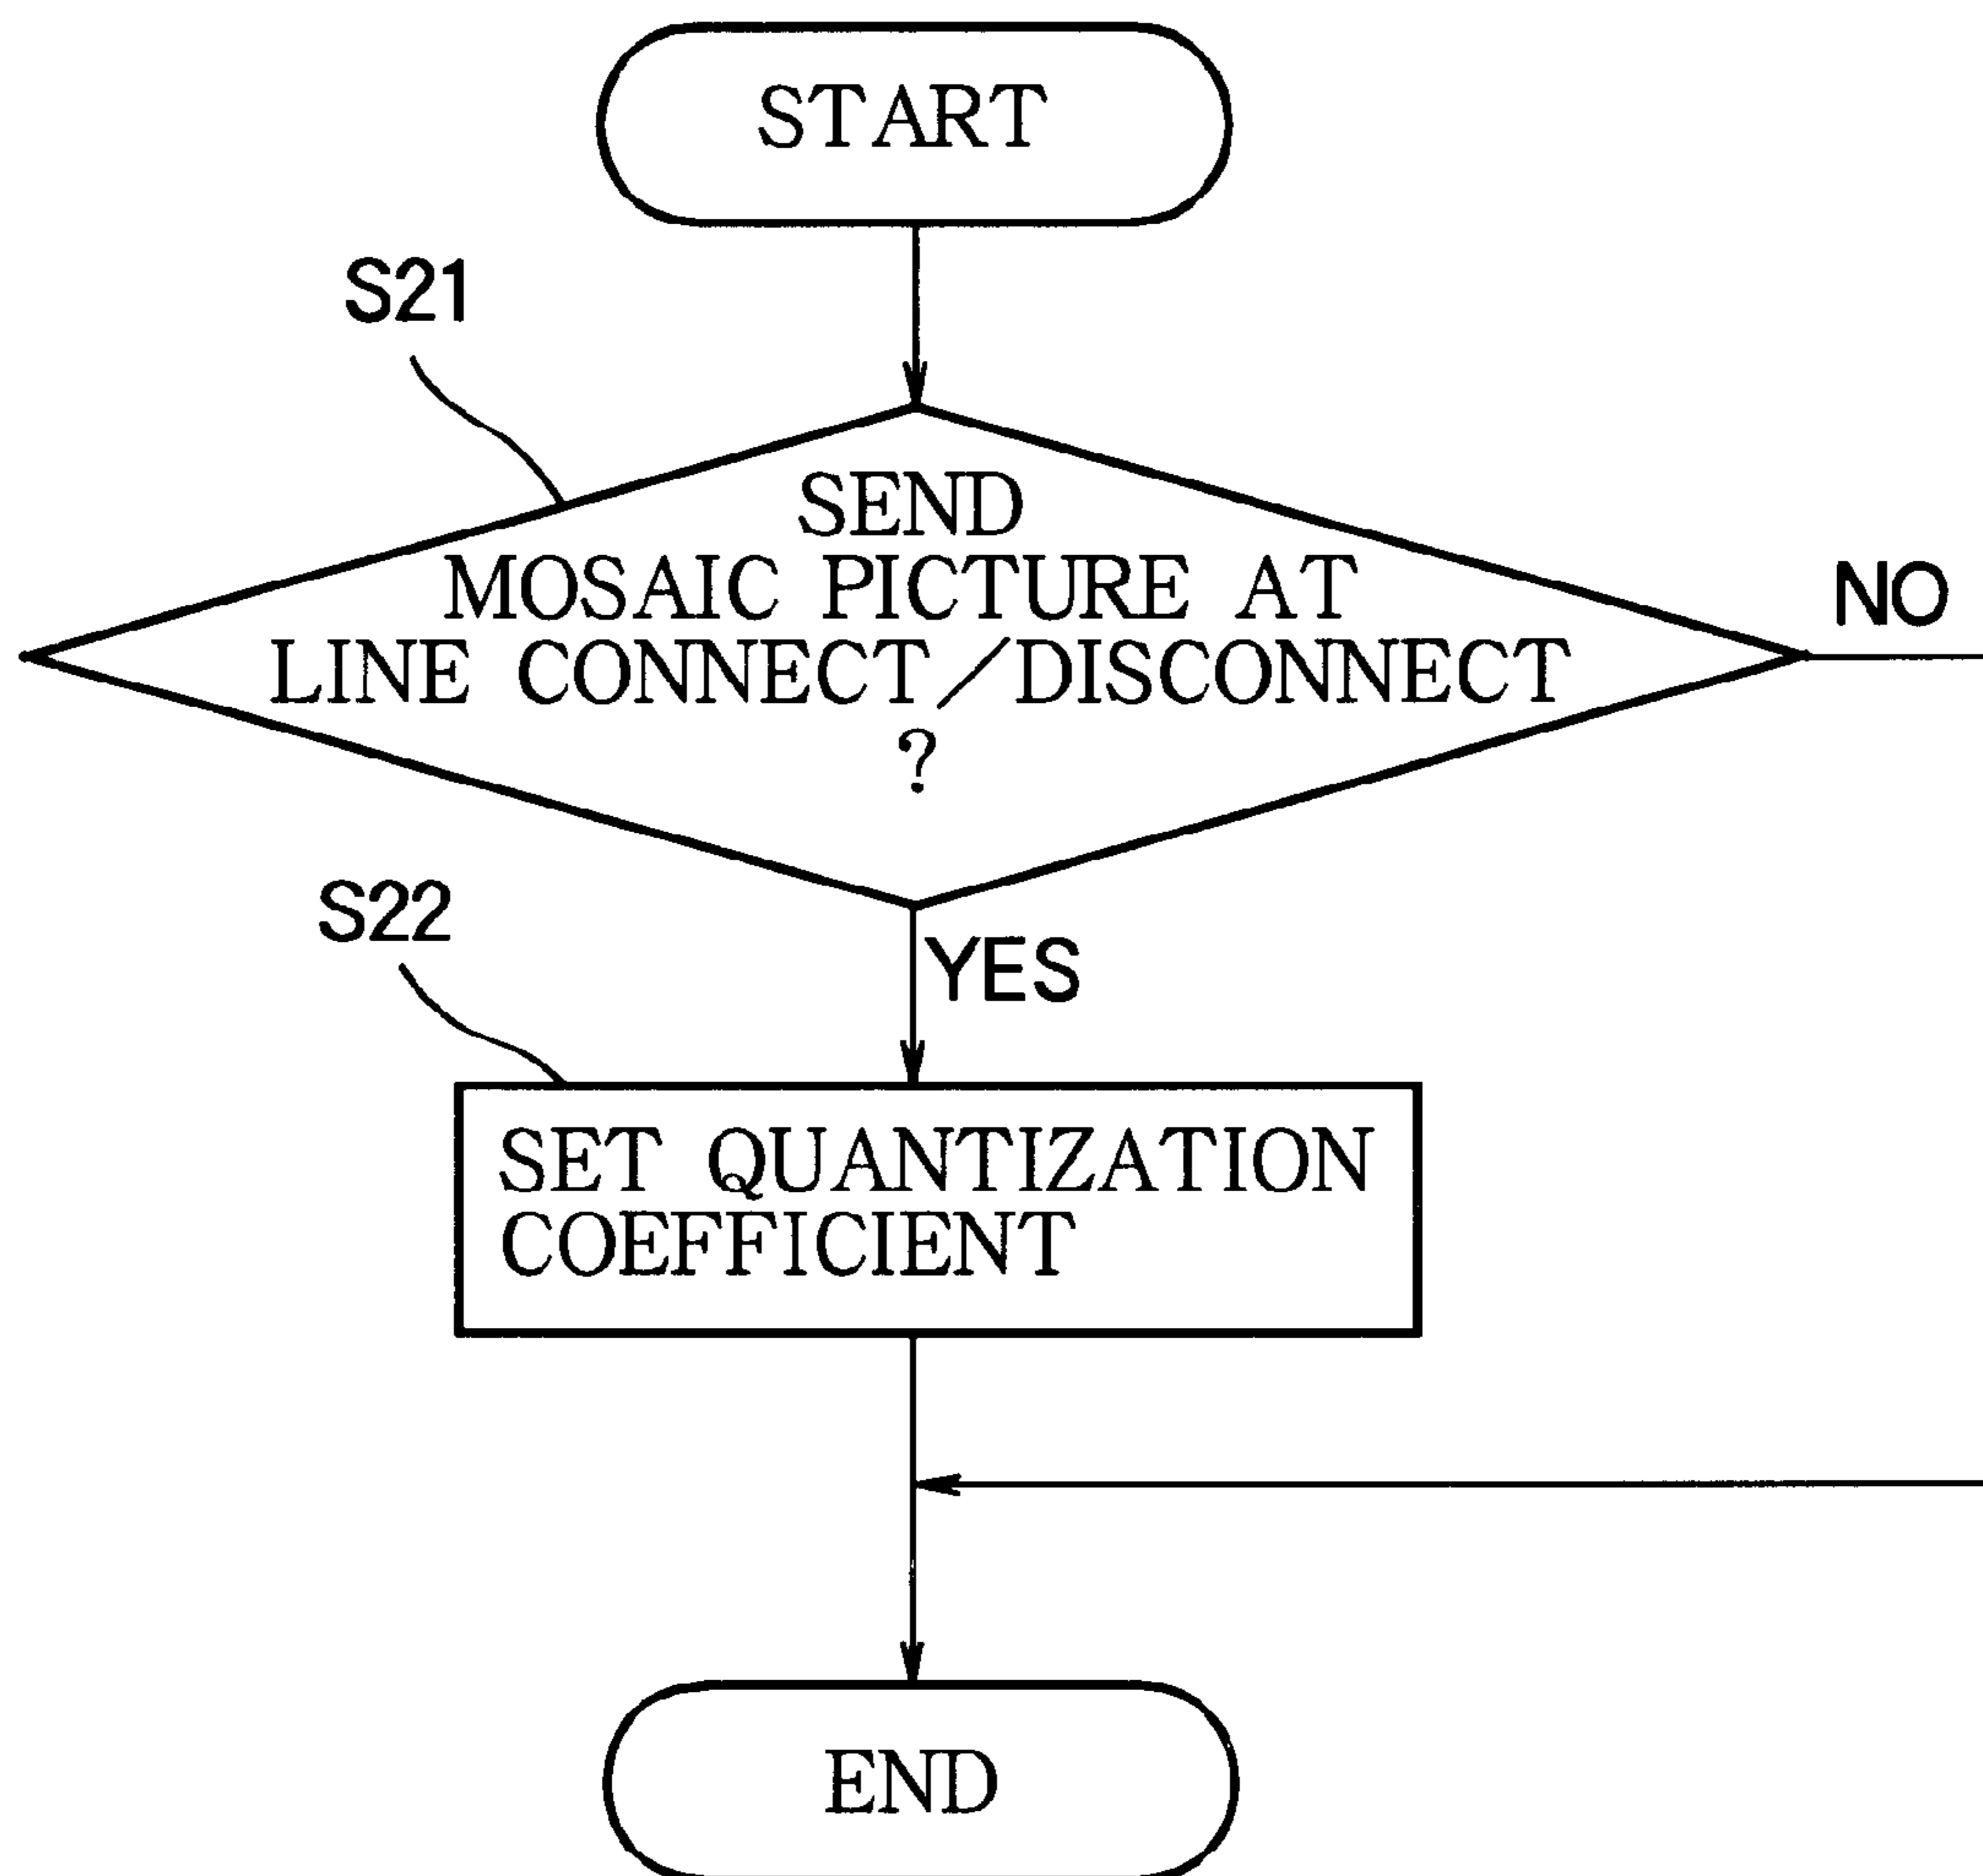 START
S21
SEND
MOSAIC PICTURE AT
LINE CONNECT/DISCONNECT
?
NO
S22
YES
SET QUANTIZATION
COEFFICIENT
END